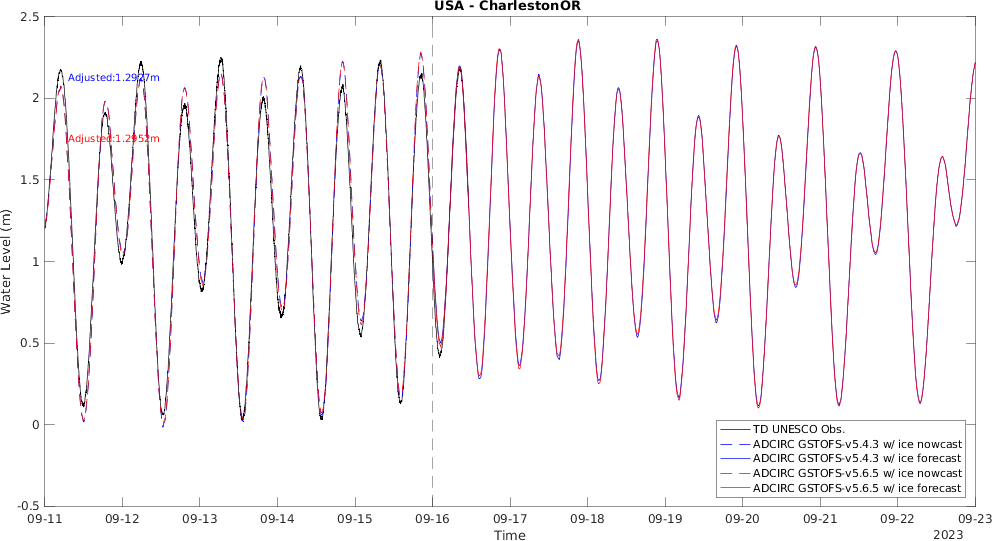 USA - CharlestonOR
2.5
2
1.5
1
0.5
0
-0.5
Water Level (m)
Adjusted:1.2927m
Adjusted:1.2952m
TD UNESCO Obs.
ADCIRC GSTOFS-v5.4.3 w/ ice nowcast
ADCIRC GSTOFS-v5.4.3 w/ ice forecast
ADCIRC GSTOFS-v5.6.5 w/ ice nowcast
ADCIRC GSTOFS-v5.6.5 w/ ice forecast
09-11 09-12 09-13 09-14 09-15 09-16 09-17 09-18 09-19 09-20 09-21 09-22 09-23
Time
2023